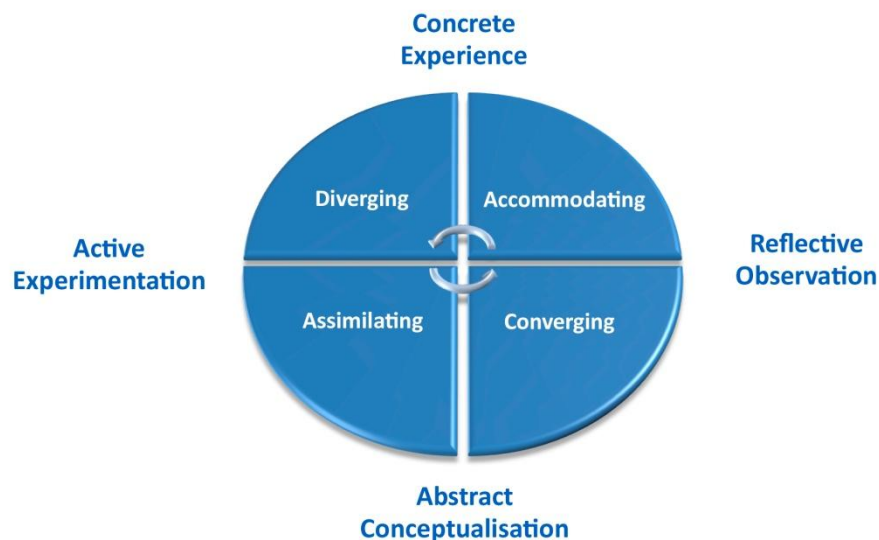 Concrete
Experience
Diverging
Accommodating
Active
Experimentation
Reflective
Observation
Assimilating
Converging
Abstract
Conceptualisation